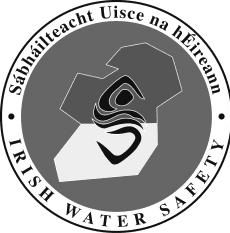 Sábháilteacht Uisce na hÉireann
IRISH WATER SAFETY